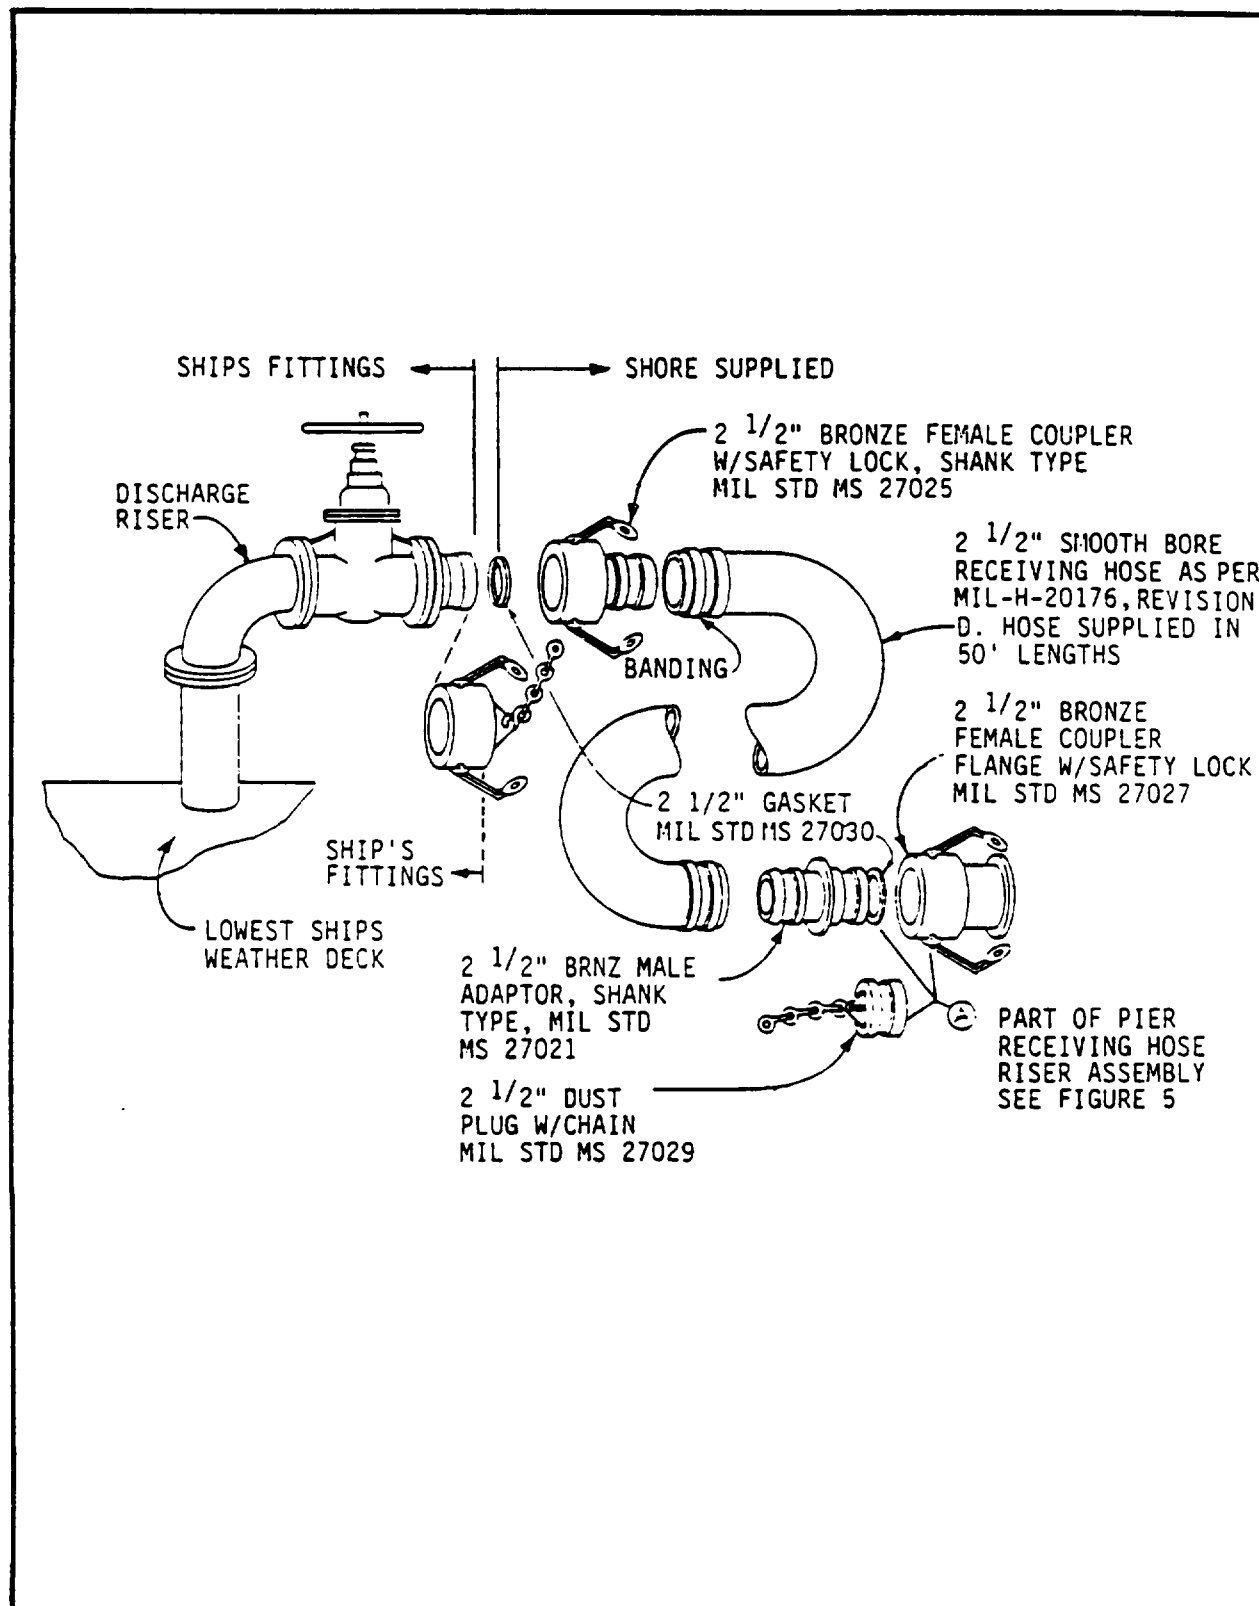 SHIPS FITTINGS
SHORE SUPPLIED
2 1/2" BRONZE FEMALE COUPLER
W/SAFETY LOCK, SHANK TYPE
MIL STD MS 27025
DISCHARGE
RISER
2 1/2" SMOOTH BORE
RECEIVING HOSE AS PER
MIL-H-20176, REVISION
D. HOSE SUPPLIED IN
50' LENGTHS
BANDING
2 1/2" BRONZE
FEMALE COUPLER
FLANGE W/SAFETY LOCK
MIL STD MS 27027
2 1/2" GASKET
MIL STD MS 27030
SHIP'S
FITTINGS
LOWEST SHIPS
WEATHER DECK
2 1/2" BRNZ MALE
ADAPTOR, SHANK
TYPE, MIL STD
MS 27021
PART OF PIER
RECEIVING HOSE
RISER ASSEMBLY
SEE FIGURE 5
2 1/2" DUST
PLUG W/CHAIN
MIL STD MS 27029